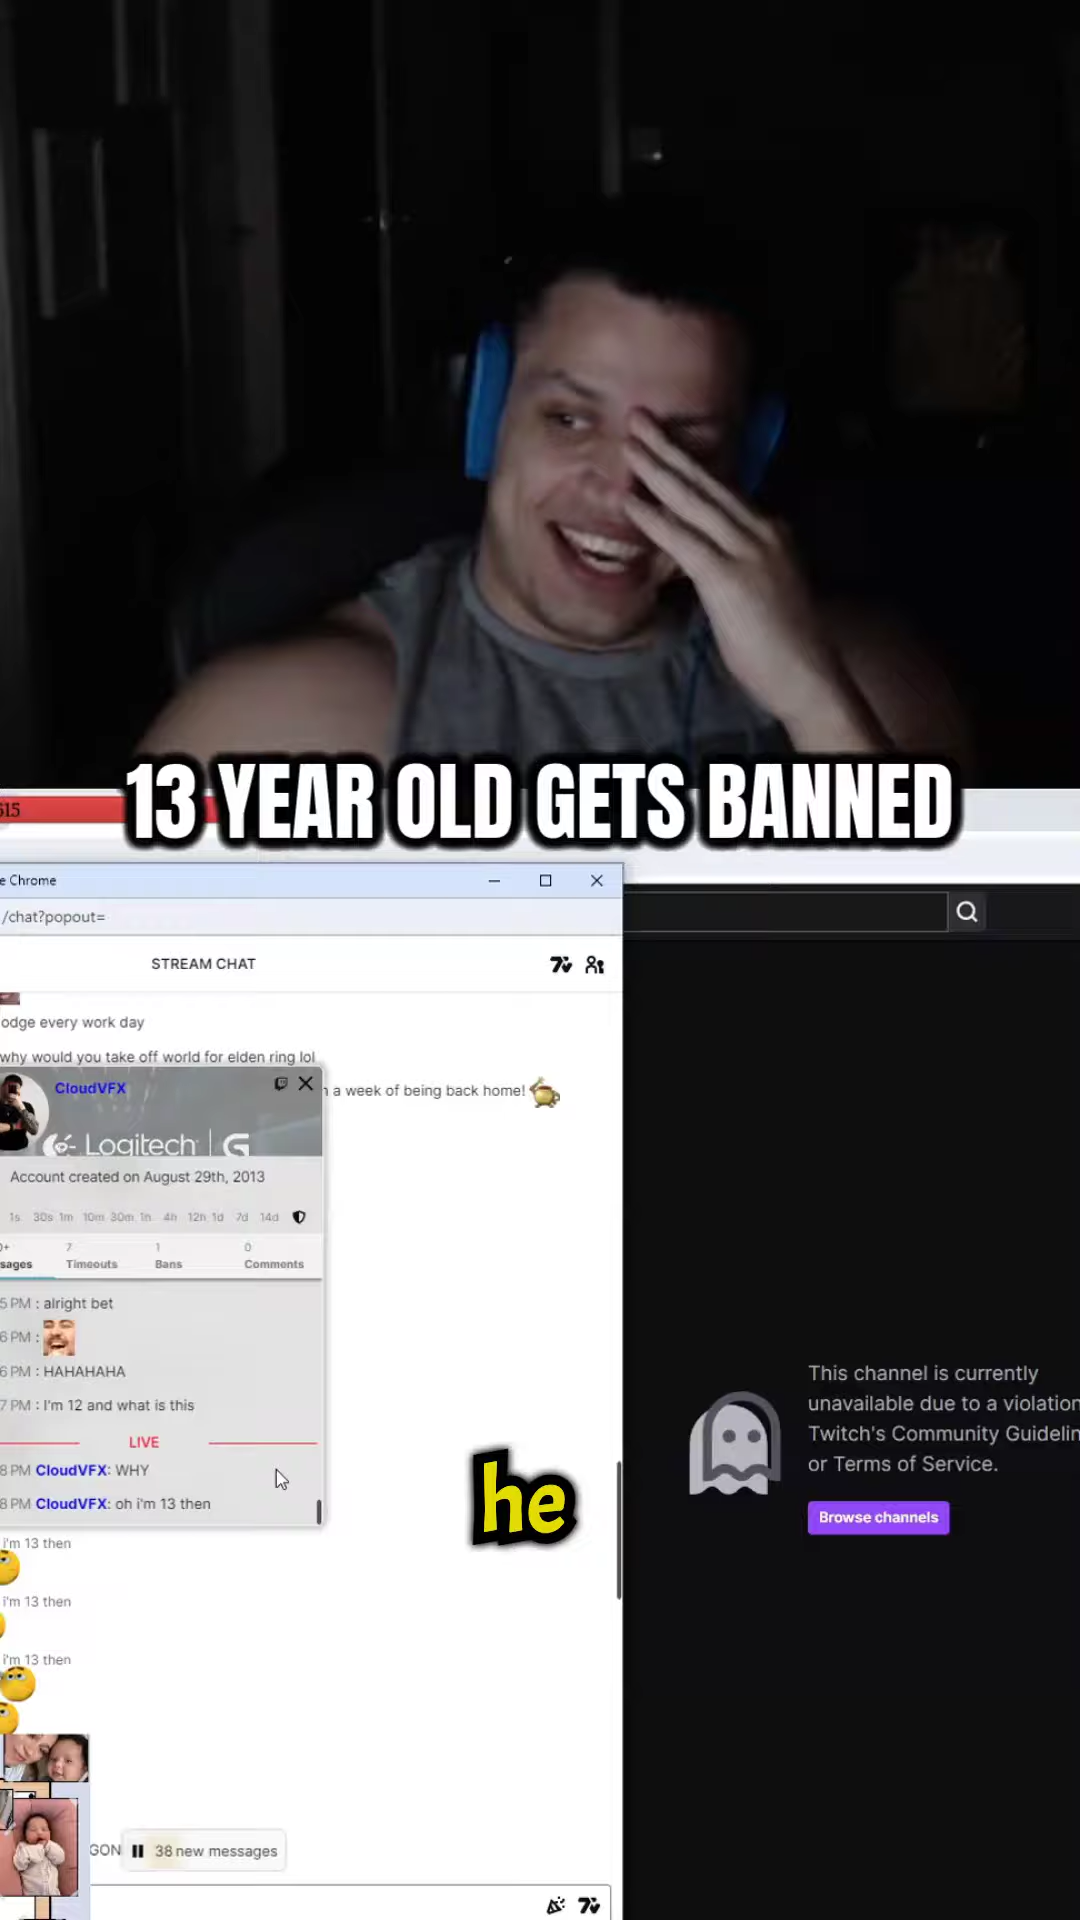 615
13 YEAR OLD GETS BANNED
e Chrome
/chat?popout=
STREAM CHAT
odge every work day
why would you take off world for elden ring lol
a week of being back home!
CloudVFX
Logitech | G
Account created on August 29th, 2013
1s 30s 1m 10m 30m 1h 4h 12h 1d 7d 14d
0+ 7 1 0
sages Timeouts Bans Comments
5 PM : alright bet
6 PM :
6 PM : HAHAHAHA
7 PM : I'm 12 and what is this
LIVE
8 PM CloudVFX: WHY
8 PM CloudVFX: oh i'm 13 then
he
i'm 13 then
i'm 13 then
i'm 13 then
GON
38 new messages
This channel is currently
unavailable due to a violation
Twitch's Community Guidelin
or Terms of Service.
Browse channels